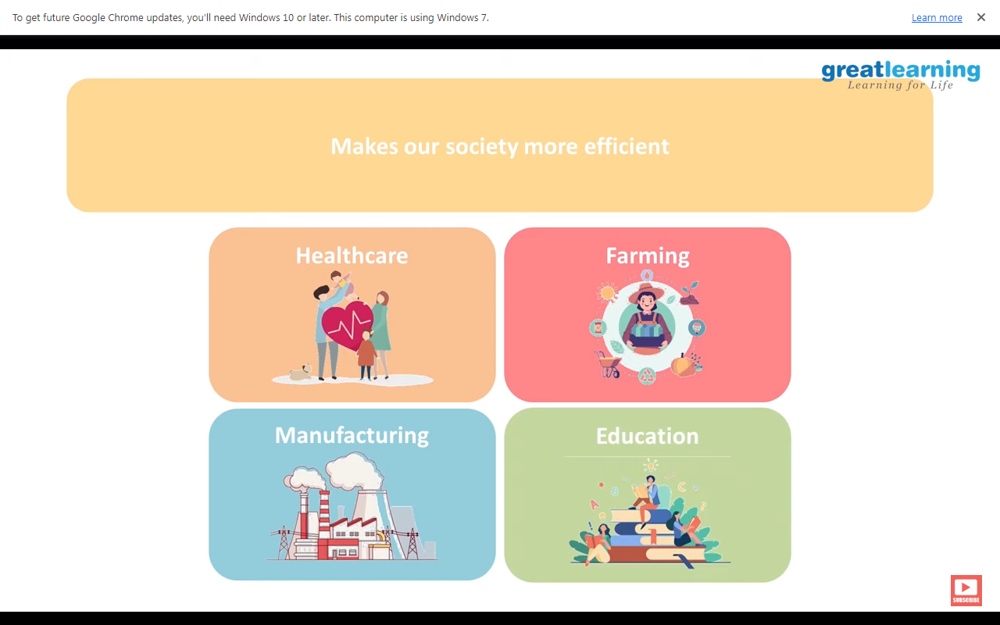 To get future Google Chrome updates, you'll need Windows 10 or later. This computer is using Windows 7.
Learn more
greatlearning
Learning for Life
Makes our society more efficient
Healthcare
Farming
Manufacturing
Education
A
B
C
SUBSCRIBE